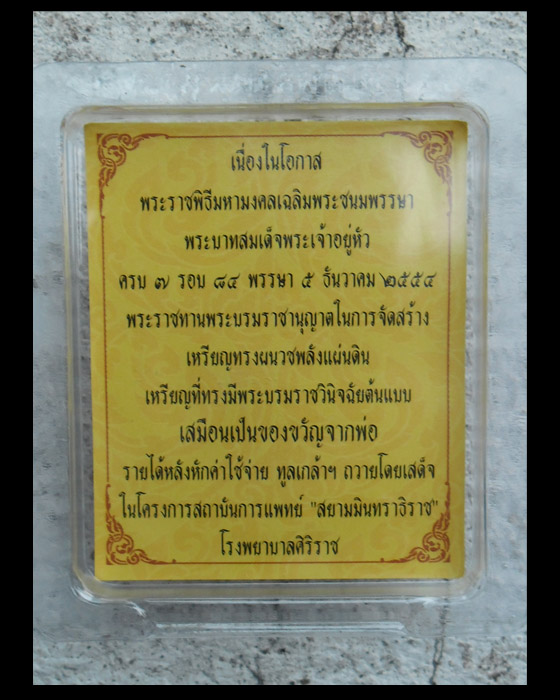 เนื่องในโอกาส
พระราชพิธีมหามงคลเฉลิมพระชนมพรรษา
พระบาทสมเด็จพระเจ้าอยู่หัว
ครบ ๗ รอบ ๘๔ พรรษา ๕ ธันวาคม ๒๕๕๔
พระราชทานพระบรมราชานุญาตในการจัดสร้าง
เหรียญทรงผนวชพลังแผ่นดิน
เหรียญที่ทรงมีพระบรมราชวินิจฉัยต้นแบบ
เสมือนเป็นของขวัญจากพ่อ
รายได้หลังหักค่าใช้จ่าย ทูลเกล้าฯ ถวายโดยเสด็จ
ในโครงการสถาบันการแพทย์ "สยามมินทราธิราช"
โรงพยาบาลศิริราช